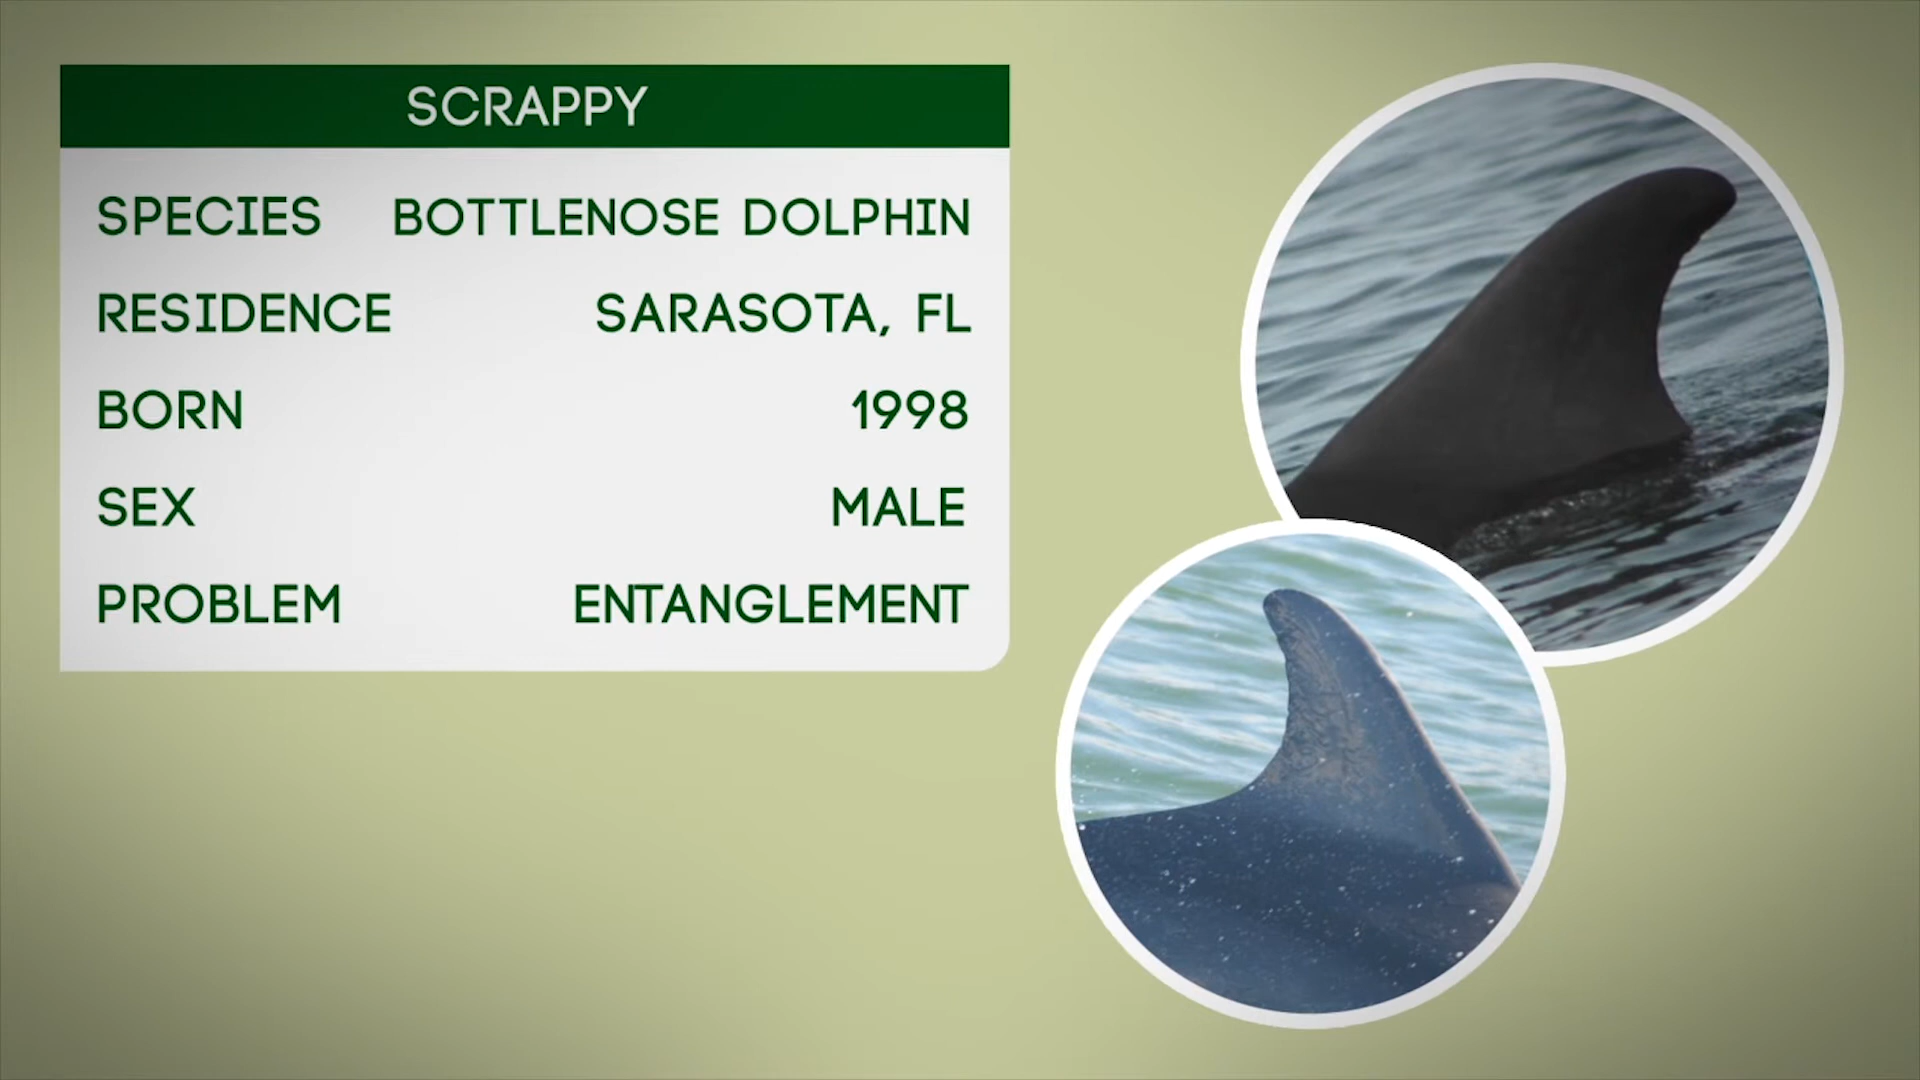 SCRAPPY
SPECIES BOTTLENOSE DOLPHIN
RESIDENCE SARASOTA, FL
BORN 1998
SEX MALE
PROBLEM ENTANGLEMENT